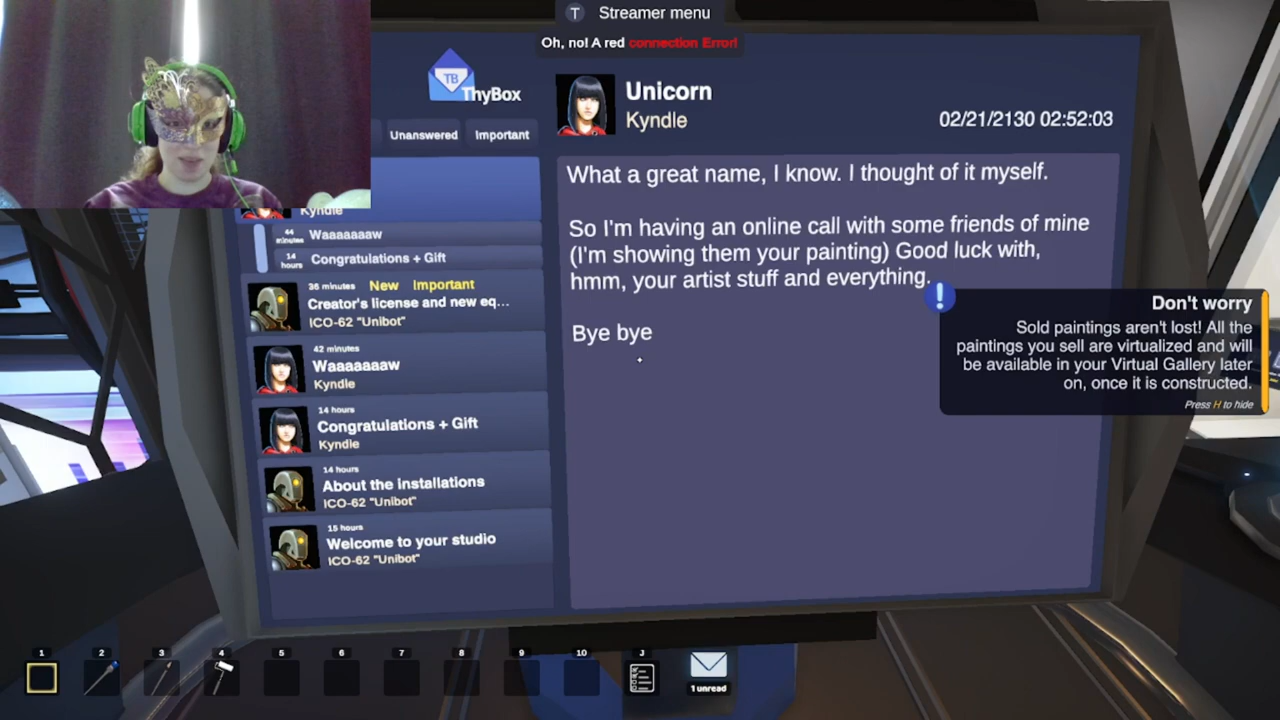 T Streamer menu
Oh, no! A red connection Error!
TB
ThyBox
Unicorn
Kyndle
02/21/2130 02:52:03
Unanswered
Important
What a great name, I know. I thought of it myself.
So I'm having an online call with some friends of mine
(I'm showing them your painting) Good luck with,
hmm, your artist stuff and everything.
Bye bye
Kyndle
44 minutes Waaaaaaaw
14 hours Congratulations + Gift
36 minutes New Important
Creator's license and new eq...
ICO-62 "Unibot"
42 minutes
Waaaaaaaw
Kyndle
14 hours
Congratulations + Gift
Kyndle
14 hours
About the installations
ICO-62 "Unibot"
15 hours
Welcome to your studio
ICO-62 "Unibot"
!
Don't worry
Sold paintings aren't lost! All the
paintings you sell are virtualized and will
be available in your Virtual Gallery later
on, once it is constructed.
Press H to hide
1 2 3 4 5 6 7 8 9 10 J
1 unread